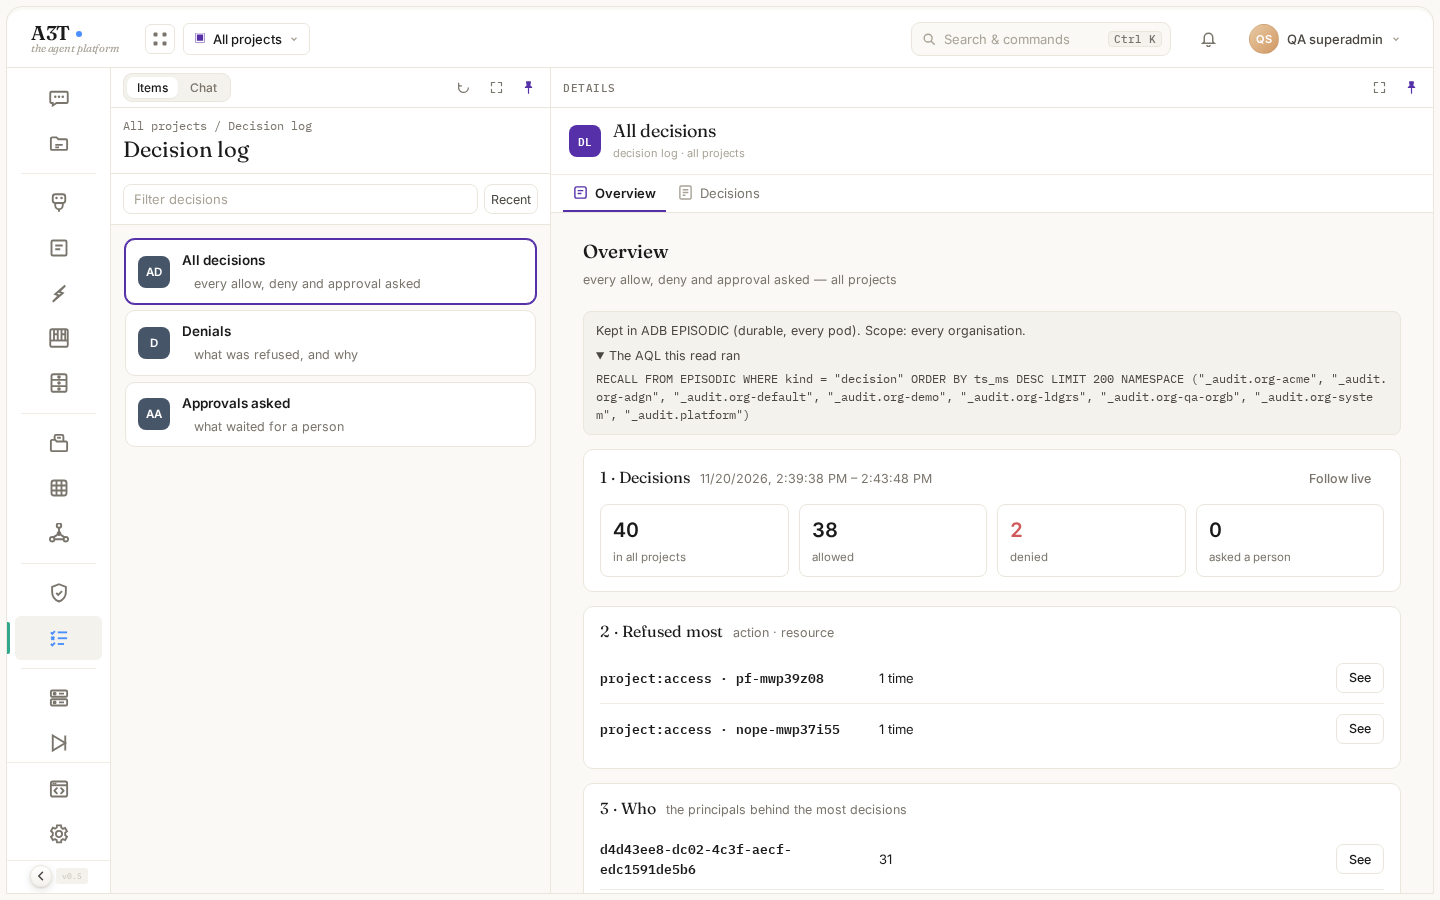 A3T
the agent platform
All projects
Search & commands
Ctrl K
QS
QA superadmin
Items
Chat
DETAILS
All projects / Decision log
Decision log
Filter decisions
Recent
AD
All decisions
every allow, deny and approval asked
D
Denials
what was refused, and why
AA
Approvals asked
what waited for a person
v0.5
DL
All decisions
decision log · all projects
Overview
Decisions
Overview
every allow, deny and approval asked — all projects
Kept in ADB EPISODIC (durable, every pod). Scope: every organisation.
▼ The AQL this read ran
RECALL FROM EPISODIC WHERE kind = "decision" ORDER BY ts_ms DESC LIMIT 200 NAMESPACE ("_audit.org-acme", "_audit.
org-adgn", "_audit.org-default", "_audit.org-demo", "_audit.org-ldgrs", "_audit.org-qa-orgb", "_audit.org-syste
m", "_audit.platform")
1 · Decisions 11/20/2026, 2:39:38 PM – 2:43:48 PM
Follow live
40
in all projects
38
allowed
2
denied
0
asked a person
2 · Refused most action · resource
project:access · pf-mwp39z08
1 time
See
project:access · nope-mwp37i55
1 time
See
3 · Who the principals behind the most decisions
d4d43ee8-dc02-4c3f-aecf-
edc1591de5b6
31
See